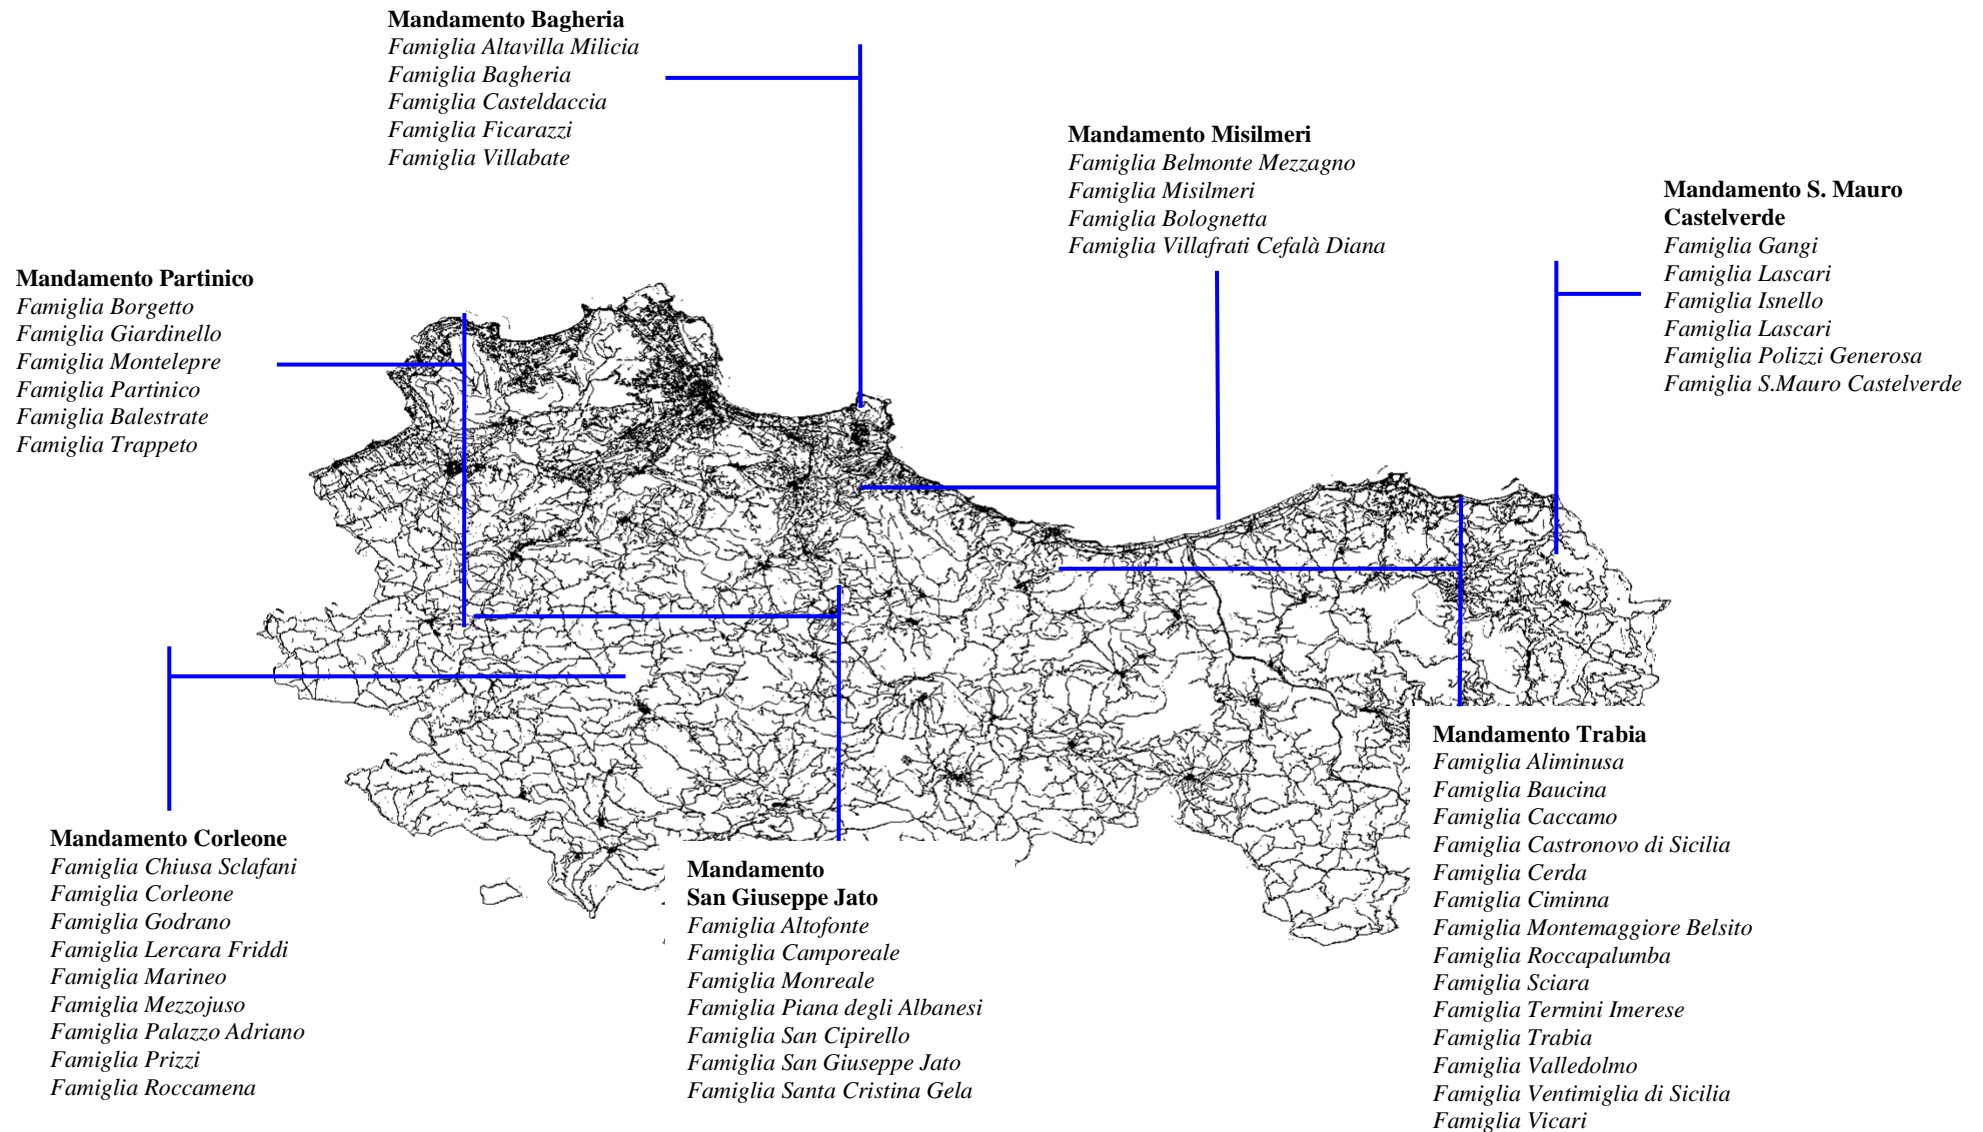 Mandamento Bagheria
Famiglia Altavilla Milicia
Famiglia Bagheria
Famiglia Casteldaccia
Famiglia Ficarazzi
Famiglia Villabate
Mandamento Misilmeri
Famiglia Belmonte Mezzagno
Famiglia Misilmeri
Famiglia Bolognetta
Famiglia Villafrati Cefalà Diana
Mandamento S. Mauro
Castelverde
Famiglia Gangi
Famiglia Lascari
Famiglia Isnello
Famiglia Lascari
Famiglia Polizzi Generosa
Famiglia S.Mauro Castelverde
Mandamento Partinico
Famiglia Borgetto
Famiglia Giardinello
Famiglia Montelepre
Famiglia Partinico
Famiglia Balestrate
Famiglia Trappeto
Mandamento Corleone
Famiglia Chiusa Sclafani
Famiglia Corleone
Famiglia Godrano
Famiglia Lercara Friddi
Famiglia Marineo
Famiglia Mezzojuso
Famiglia Palazzo Adriano
Famiglia Prizzi
Famiglia Roccamena
Mandamento
San Giuseppe Jato
Famiglia Altofonte
Famiglia Camporeale
Famiglia Monreale
Famiglia Piana degli Albanesi
Famiglia San Cipirello
Famiglia San Giuseppe Jato
Famiglia Santa Cristina Gela
Mandamento Trabia
Famiglia Aliminusa
Famiglia Baucina
Famiglia Caccamo
Famiglia Castronovo di Sicilia
Famiglia Cerda
Famiglia Ciminna
Famiglia Montemaggiore Belsito
Famiglia Roccapalumba
Famiglia Sciara
Famiglia Termini Imerese
Famiglia Trabia
Famiglia Valledolmo
Famiglia Ventimiglia di Sicilia
Famiglia Vicari